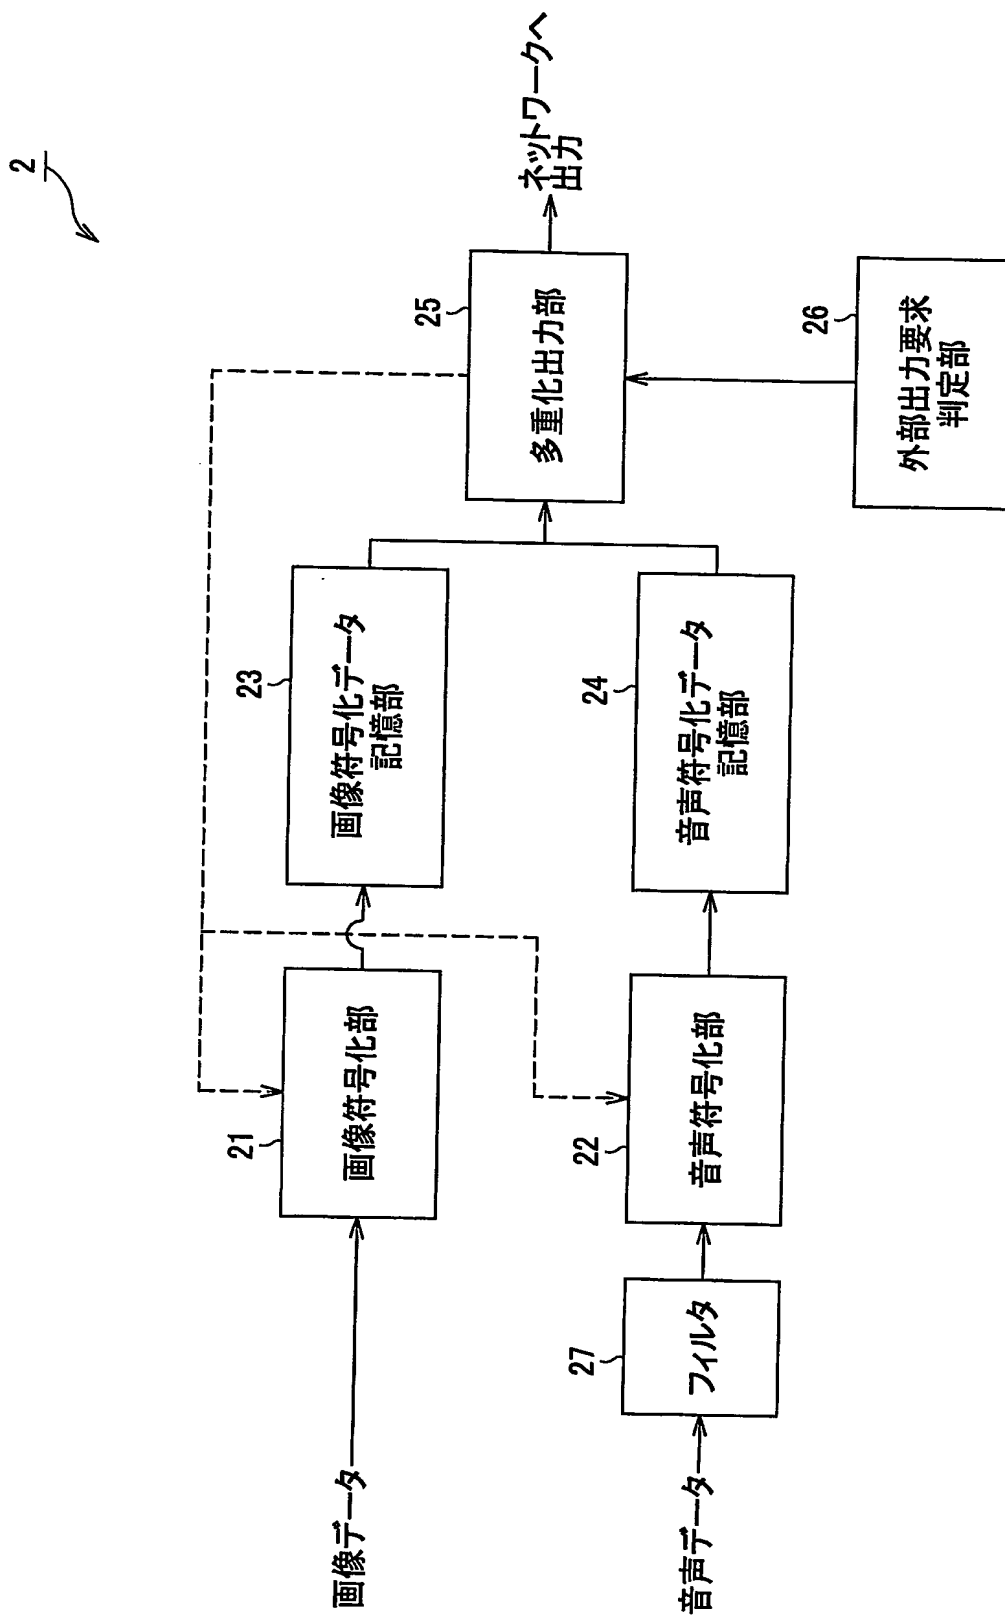 2
画像データ
21
画像符号化部
23
画像符号化データ
記憶部
25
多重化出力部
ネットワークへ
出力
音声データ
27
フィルタ
22
音声符号化部
24
音声符号化データ
記憶部
26
外部出力要求
判定部